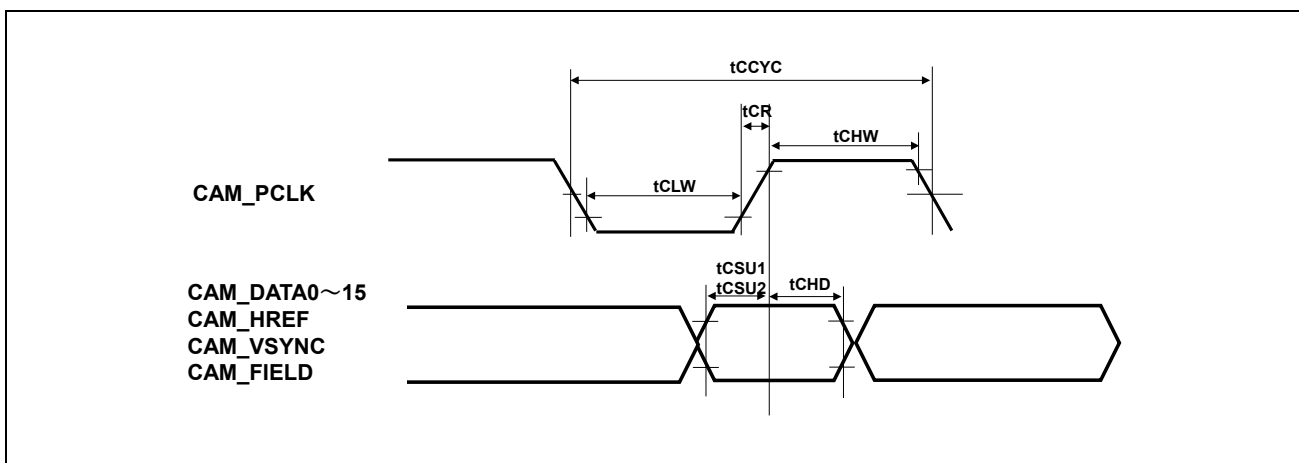 tCCYC
tCR
tCHW
CAM_PCLK
tCLW
tCSU1
tCSU2
tCHD
CAM_DATA0～15
CAM_HREF
CAM_VSYNC
CAM_FIELD